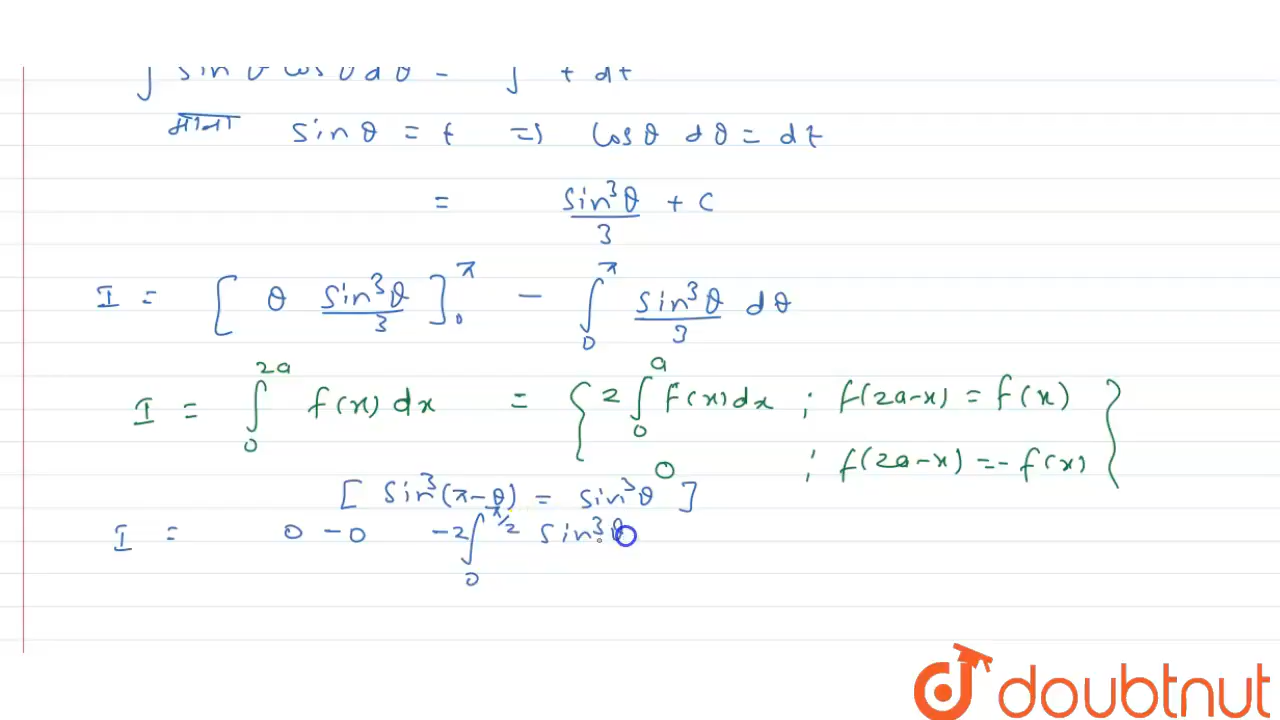 ∫ sin θ cos θ dθ = ∫ t dt
माना sin θ = t ⇒ cos θ dθ = dt
= sin³θ/3 + c
I = [ θ sin³θ/3 ]₀^π − ∫₀^π sin³θ/3 dθ
I = ∫₀^2a f(x) dx = { 2 ∫₀^a f(x) dx ; f(2a-x) = f(x) }
0 ; f(2a-x) = - f(x)
[ sin³(π-θ) = sin³θ ]
I = 0 - 0 - 2 ∫₀^π/2 sin³θ
doubtnut